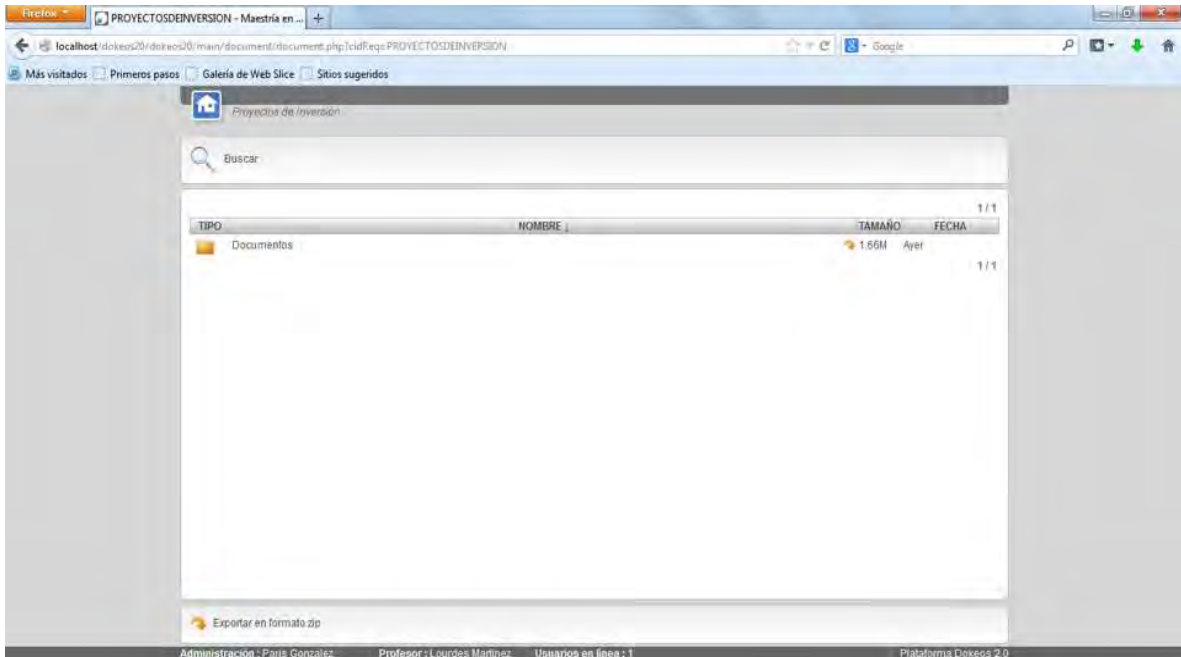 Firefox
PROYECTOSDEINVERSION - Maestría en ...
localhost/dokeos20/dokeos20/main/document/document.php?cidReq=PROYECTOSDEINVERSION
Google
Más visitados Primeros pasos Galería de Web Slice Sitios sugeridos
Proyectos de Inversión
Buscar
1 / 1
TIPO NOMBRE ↓ TAMAÑO FECHA
Documentos 1.66M Ayer
1 / 1
Exportar en formato zip
Administración : Paris Gonzalez Profesor : Lourdes Martinez Usuarios en línea : 1 Plataforma Dokeos 2.0